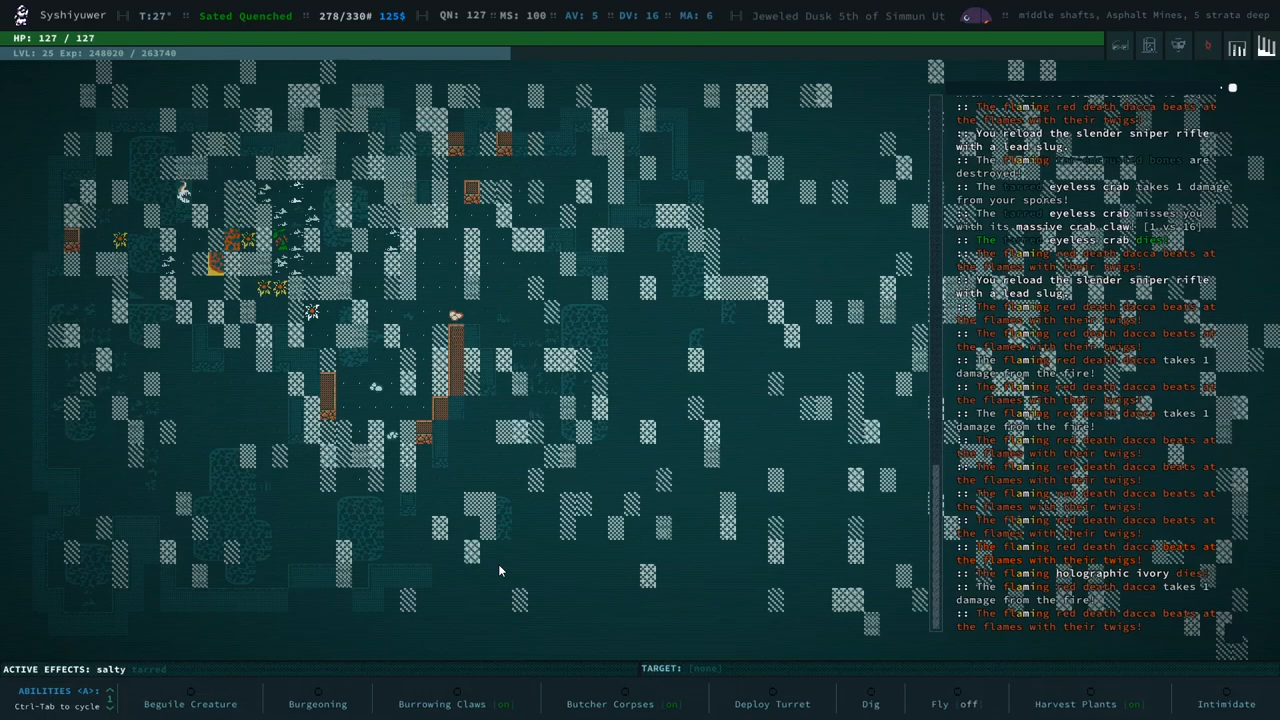 Syshiyuwer T:27° :: Sated Quenched :: 278/330# 125$ QN: 127 :: MS: 100 :: AV: 5 :: DV: 16 :: MA: 6 Jeweled Dusk 5th of Simmun Ut :: middle shafts, Asphalt Mines, 5 strata deep
HP: 127 / 127
LVL: 25 Exp: 248020 / 263740
:: The flaming red death dacca beats at
the flames with their twigs!
:: You reload the slender sniper rifle
with a lead slug.
:: The flaming bones are
destroyed!
:: The tarred eyeless crab takes 1 damage
from your spores!
:: The tarred eyeless crab misses you
with its massive crab claw! [1 vs 16]
:: The tarred eyeless crab dies!
:: The flaming red death dacca beats at
the flames with their twigs!
:: You reload the slender sniper rifle
with a lead slug.
:: The flaming red death dacca beats at
the flames with their twigs!
:: The flaming red death dacca beats at
the flames with their twigs!
:: The flaming red death dacca takes 1
damage from the fire!
:: The flaming red death dacca beats at
the flames with their twigs!
:: The flaming red death dacca takes 1
damage from the fire!
:: The flaming red death dacca beats at
the flames with their twigs!
:: The flaming red death dacca beats at
the flames with their twigs!
:: The flaming red death dacca beats at
the flames with their twigs!
:: The flaming red death dacca beats at
the flames with their twigs!
:: The flaming red death dacca beats at
the flames with their twigs!
:: The flaming holographic ivory dies!
:: The flaming red death dacca takes 1
damage from the fire!
:: The flaming red death dacca beats at
the flames with their twigs!
ACTIVE EFFECTS: salty tarred TARGET: [none]
ABILITIES <A>: 1
Ctrl-Tab to cycle
Beguile Creature Burgeoning Burrowing Claws [on] Butcher Corpses [on] Deploy Turret Dig Fly [off] Harvest Plants [on] Intimidate